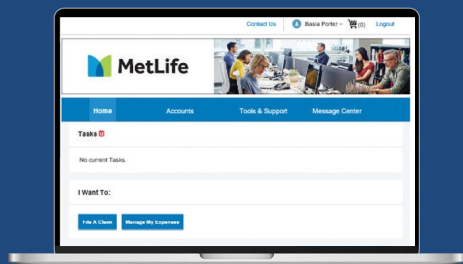 Contact Us Basia Porter (0) Logout
MetLife
Home Accounts Tools & Support Message Center
Tasks
No current Tasks.
I Want To:
File A Claim Manage My Expenses